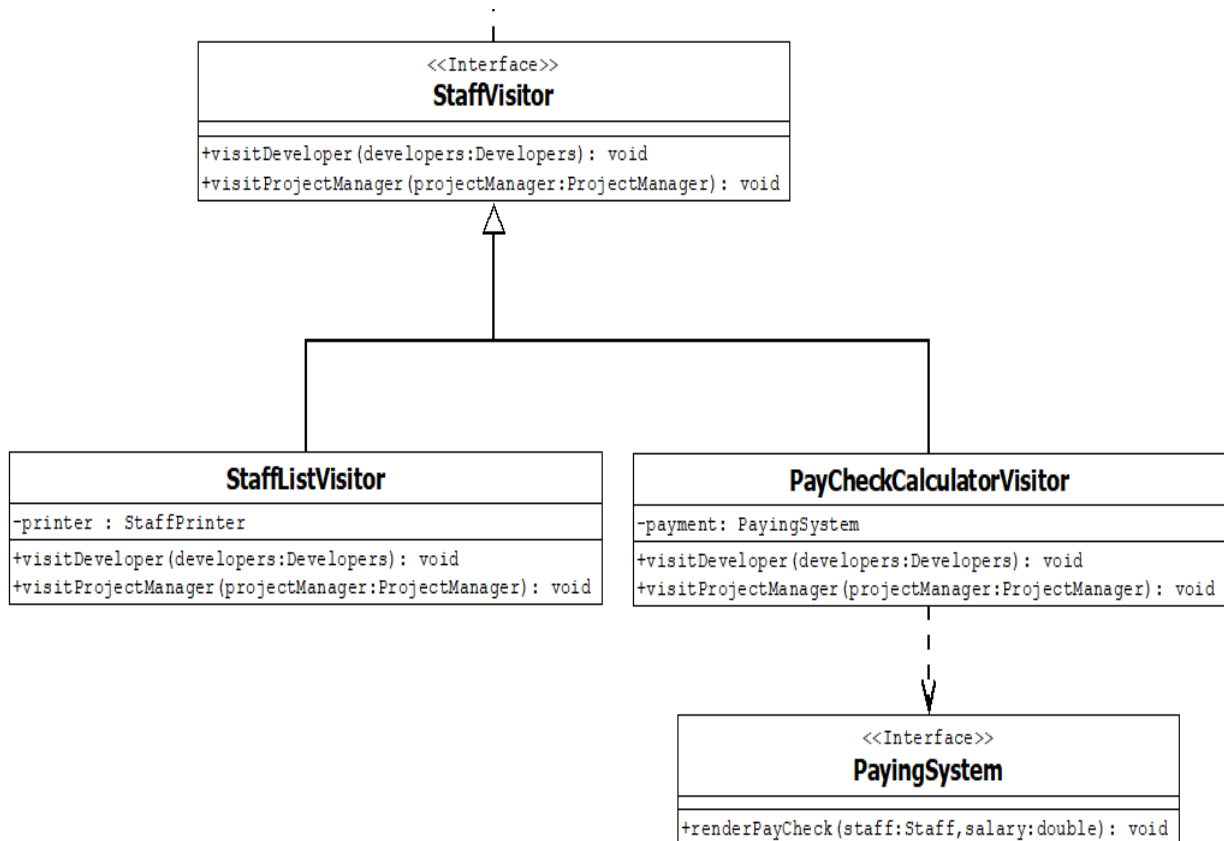 <<Interface>>
StaffVisitor
+visitDeveloper(developers:Developers): void
+visitProjectManager(projectManager:ProjectManager): void
StaffListVisitor
-printer : StaffPrinter
+visitDeveloper(developers:Developers): void
+visitProjectManager(projectManager:ProjectManager): void
PayCheckCalculatorVisitor
-payment: PayingSystem
+visitDeveloper(developers:Developers): void
+visitProjectManager(projectManager:ProjectManager): void
<<Interface>>
PayingSystem
+renderPayCheck(staff:Staff,salary:double): void